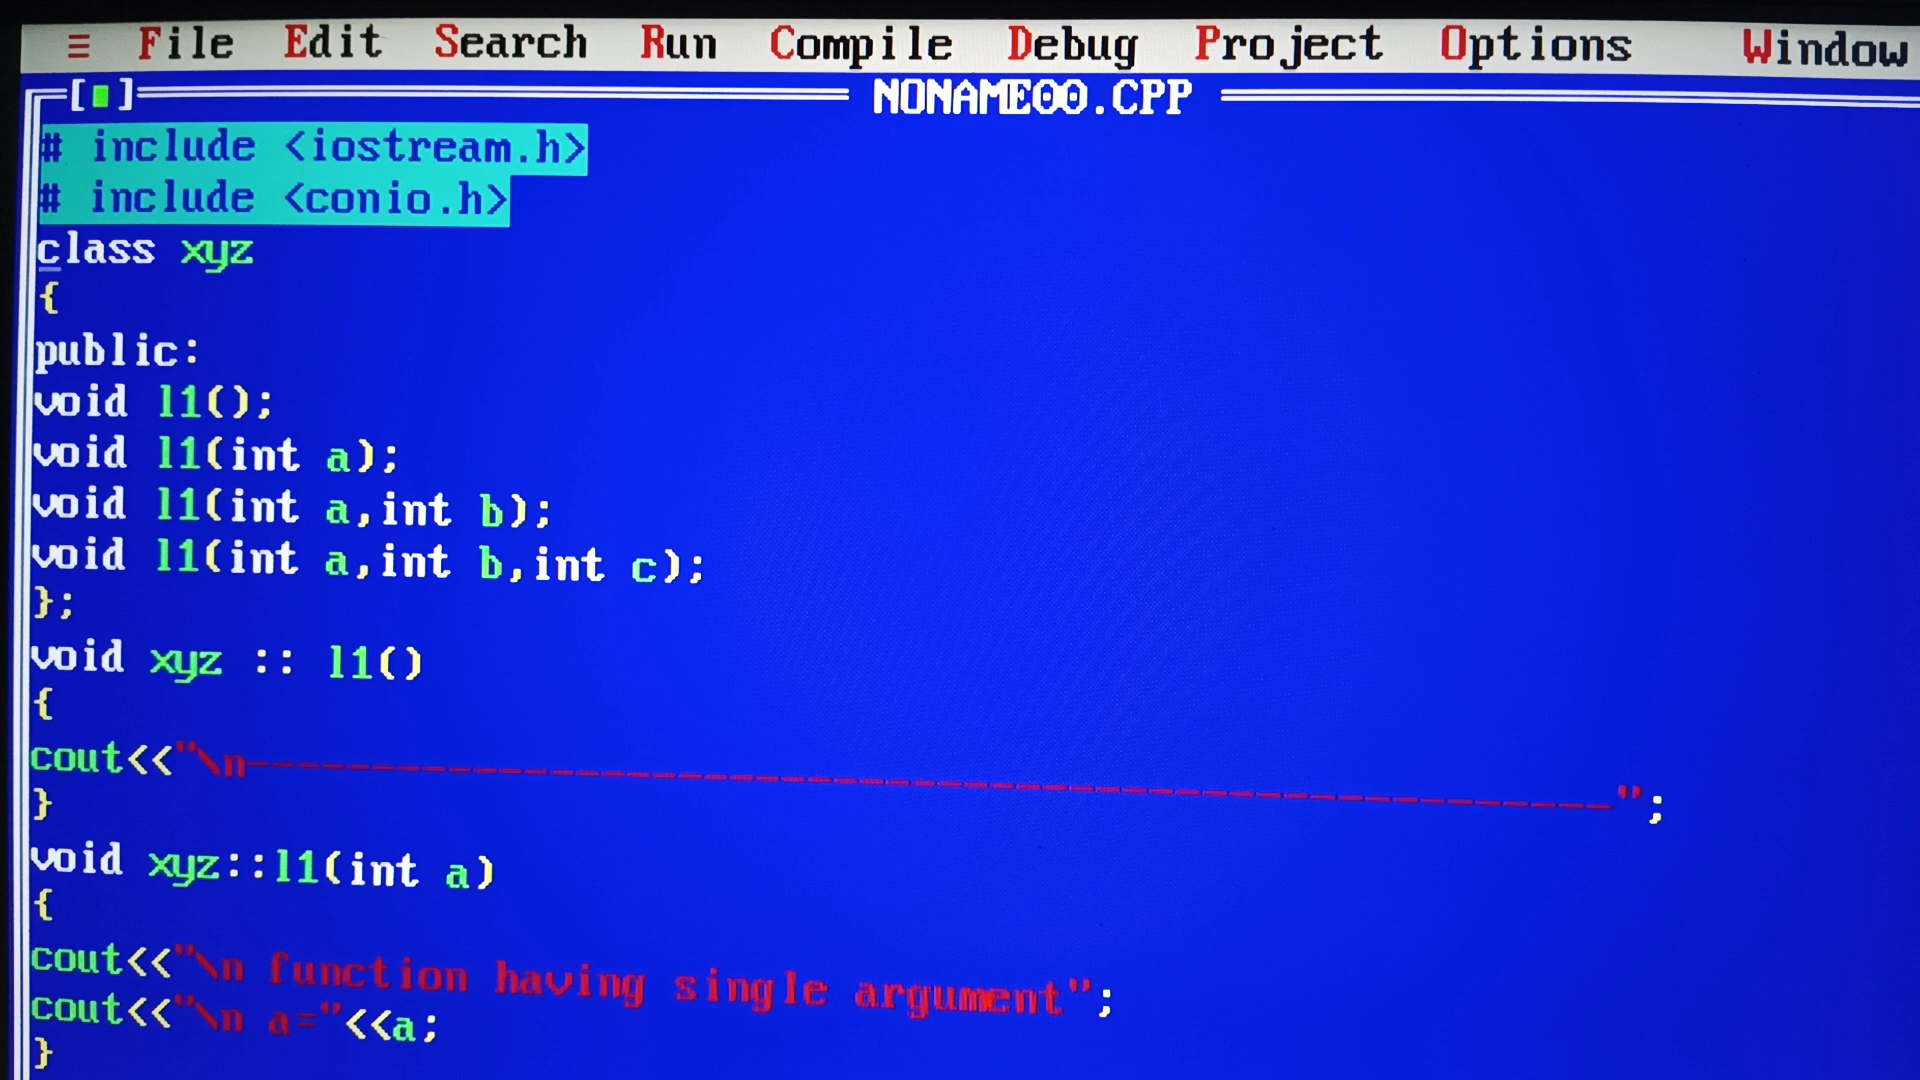 ≡ File Edit Search Run Compile Debug Project Options Window
[■] NONAME00.CPP
# include <iostream.h>
# include <conio.h>
class xyz
{
public:
void l1();
void l1(int a);
void l1(int a,int b);
void l1(int a,int b,int c);
};
void xyz :: l1()
{
cout<<"\n-----------------------------------------------------";
}
void xyz::l1(int a)
{
cout<<"\n function having single argument";
cout<<"\n a="<<a;
}